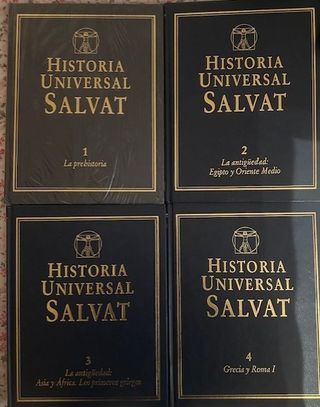 HISTORIA
UNIVERSAL
SALVAT
1
La prehistoria
HISTORIA
UNIVERSAL
SALVAT
2
La antigüedad:
Egipto y Oriente Medio
HISTORIA
UNIVERSAL
SALVAT
3
La antigüedad:
Asia y África. Los primeros griegos
HISTORIA
UNIVERSAL
SALVAT
4
Grecia y Roma I